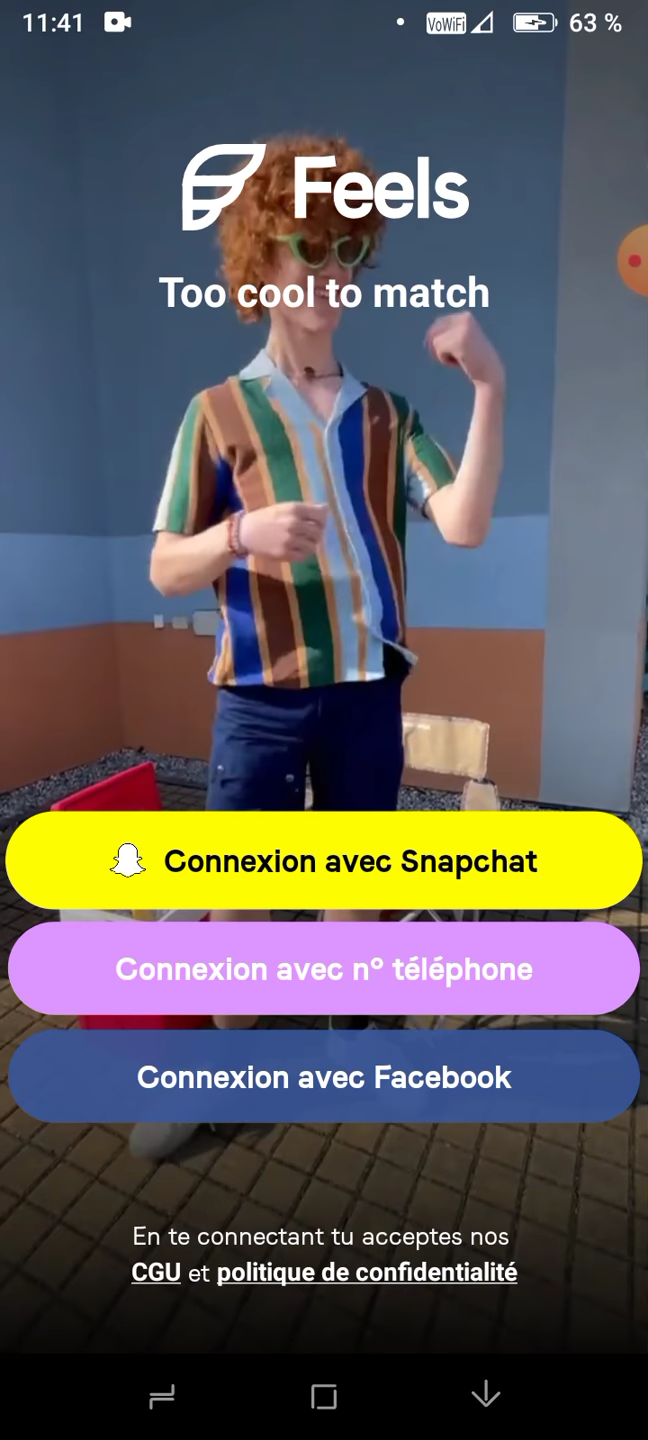 11:41 VoWiFi 63 %
Feels
Too cool to match
Connexion avec Snapchat
Connexion avec n° téléphone
Connexion avec Facebook
En te connectant tu acceptes nos
CGU et politique de confidentialité